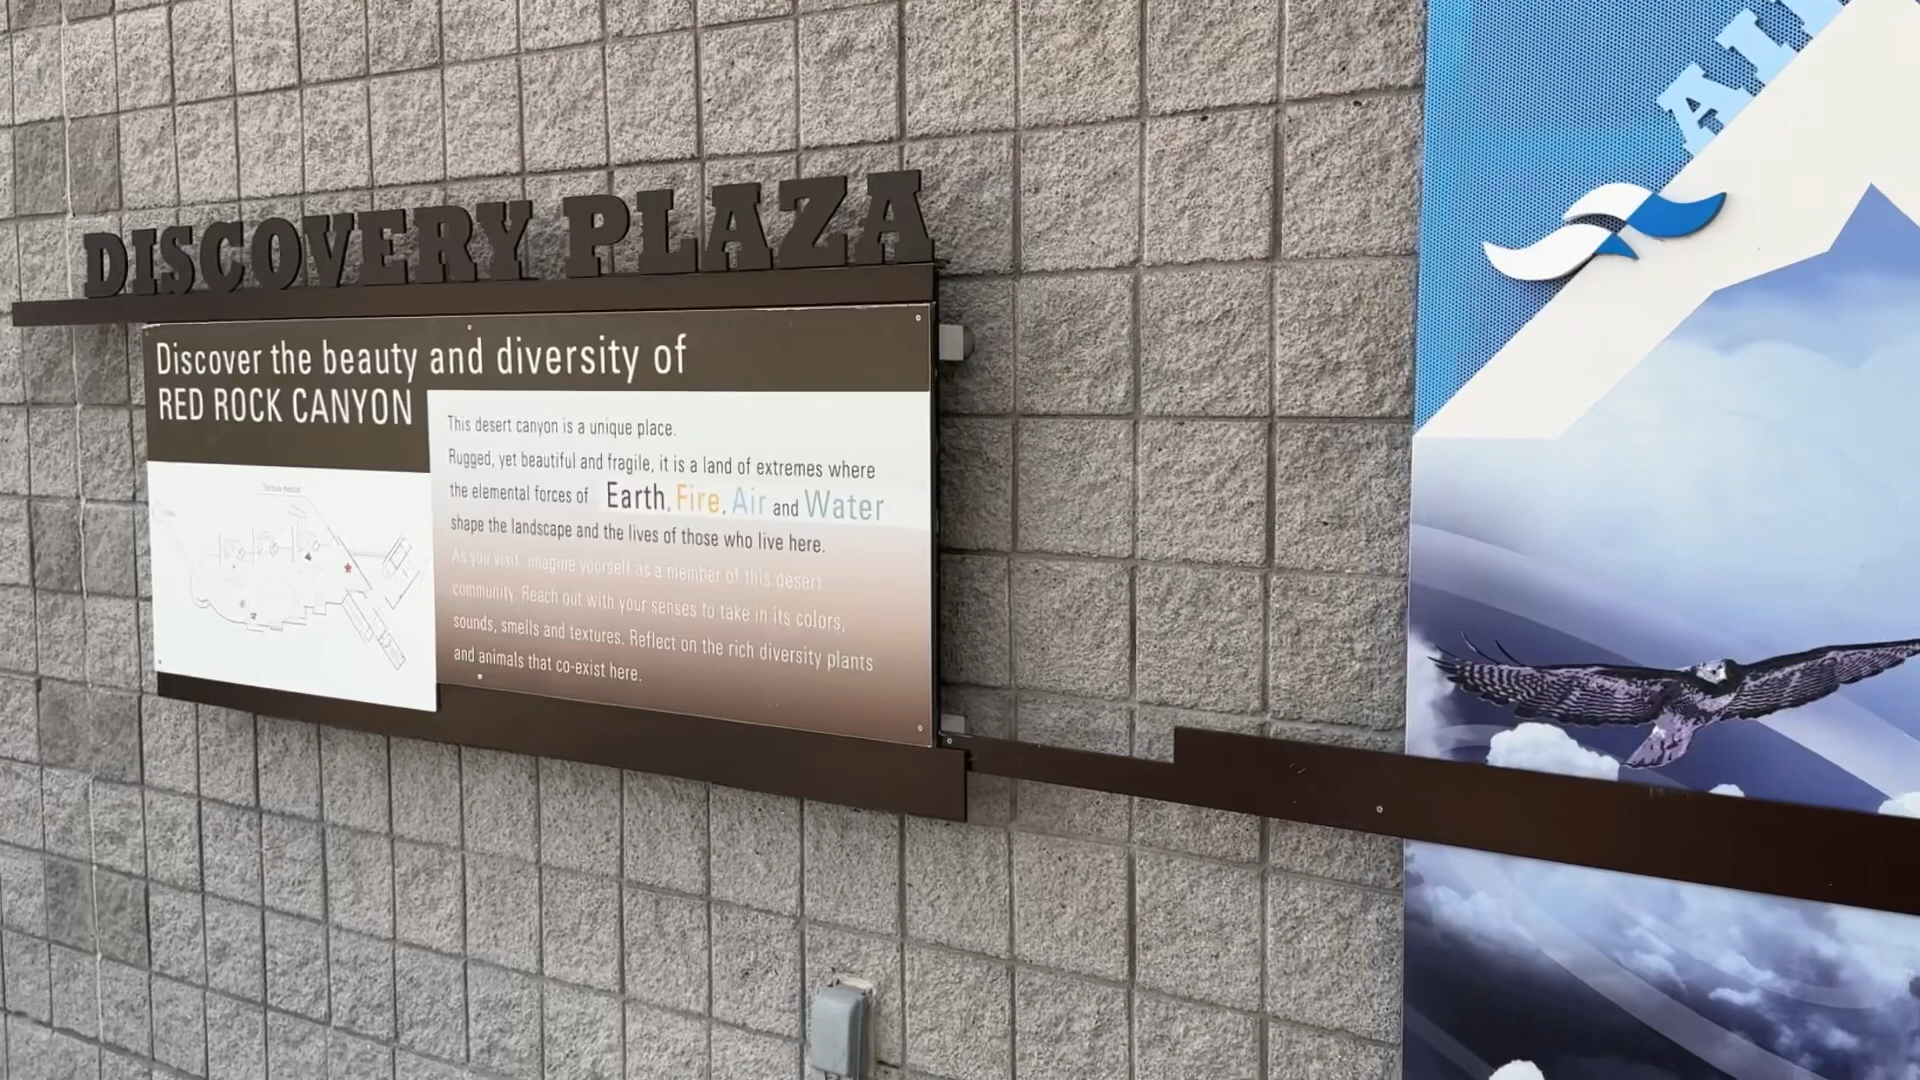 DISCOVERY PLAZA
Discover the beauty and diversity of
RED ROCK CANYON
This desert canyon is a unique place.
Rugged, yet beautiful and fragile, it is a land of extremes where
the elemental forces of Earth, Fire, Air and Water
shape the landscape and the lives of those who live here.
As you visit, imagine yourself as a member of this desert
community. Reach out with your senses to take in its colors,
sounds, smells and textures. Reflect on the rich diversity plants
and animals that co-exist here.